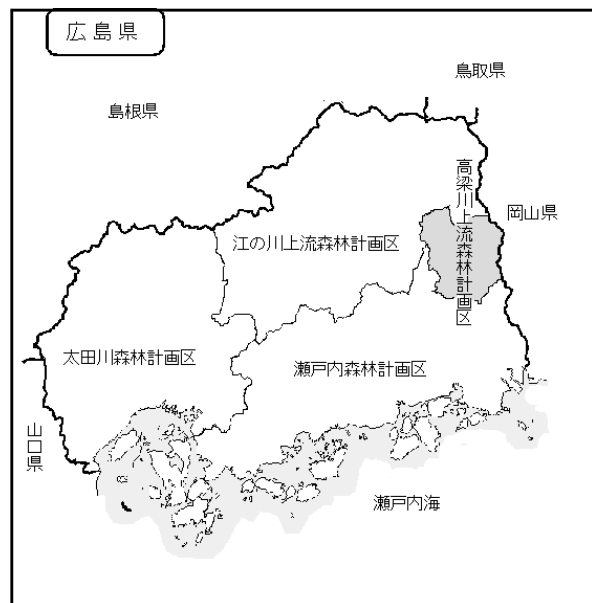 広島県
鳥取県
島根県
高梁川上流森林計画区
岡山県
江の川上流森林計画区
太田川森林計画区
瀬戸内森林計画区
山口県
瀬戸内海